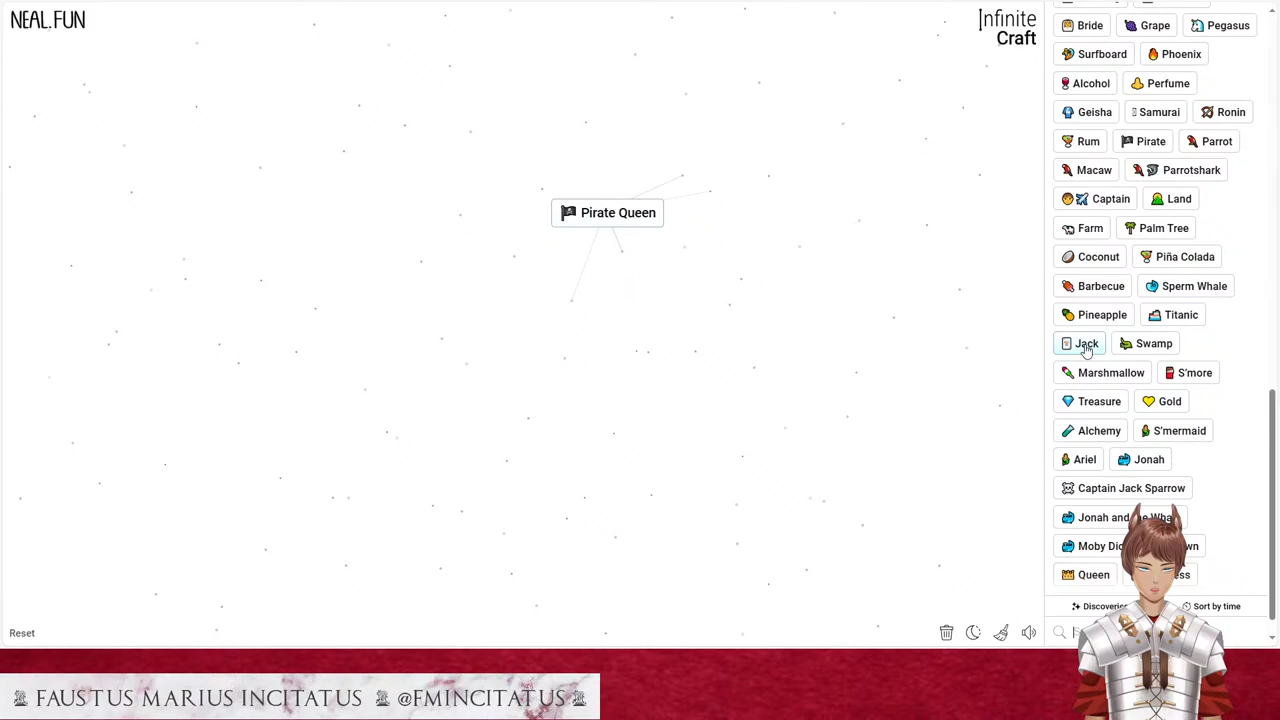 NEAL.FUN
Infinite
Craft
Pirate Queen
Bride Grape Pegasus
Surfboard Phoenix
Alcohol Perfume
Geisha Samurai Ronin
Rum Pirate Parrot
Macaw Parrotshark
Captain Land
Farm Palm Tree
Coconut Piña Colada
Barbecue Sperm Whale
Pineapple Titanic
Jack Swamp
Marshmallow S'more
Treasure Gold
Alchemy S'mermaid
Ariel Jonah
Captain Jack Sparrow
Jonah and
Moby
Queen
Discoveries Sort by time
Reset
FAUSTUS MARIUS INCITATUS @FMINCITATUS